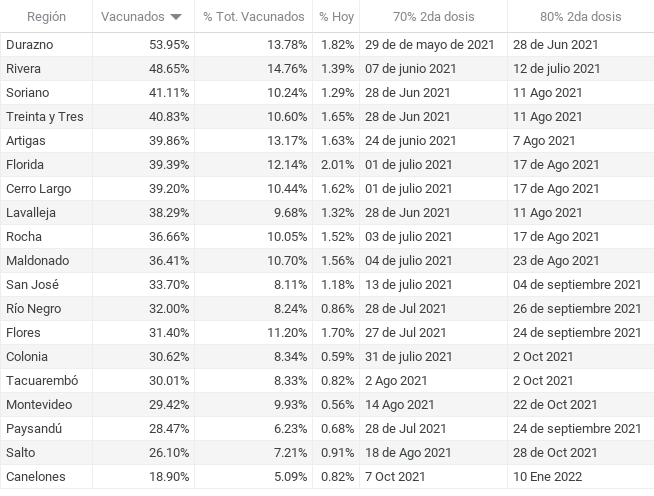 Región Vacunados % Tot. Vacunados % Hoy 70% 2da dosis 80% 2da dosis
Durazno 53.95% 13.78% 1.82% 29 de de mayo de 2021 28 de Jun 2021
Rivera 48.65% 14.76% 1.39% 07 de junio 2021 12 de julio 2021
Soriano 41.11% 10.24% 1.29% 28 de Jun 2021 11 Ago 2021
Treinta y Tres 40.83% 10.60% 1.65% 28 de Jun 2021 11 Ago 2021
Artigas 39.86% 13.17% 1.63% 24 de junio 2021 7 Ago 2021
Florida 39.39% 12.14% 2.01% 01 de julio 2021 17 de Ago 2021
Cerro Largo 39.20% 10.44% 1.62% 01 de julio 2021 17 de Ago 2021
Lavalleja 38.29% 9.68% 1.32% 28 de Jun 2021 11 Ago 2021
Rocha 36.66% 10.05% 1.52% 03 de julio 2021 17 de Ago 2021
Maldonado 36.41% 10.70% 1.56% 04 de julio 2021 23 de Ago 2021
San José 33.70% 8.11% 1.18% 13 de julio 2021 04 de septiembre 2021
Río Negro 32.00% 8.24% 0.86% 28 de Jul 2021 26 de septiembre 2021
Flores 31.40% 11.20% 1.70% 27 de Jul 2021 24 de septiembre 2021
Colonia 30.62% 8.34% 0.59% 31 de julio 2021 2 Oct 2021
Tacuarembó 30.01% 8.33% 0.82% 2 Ago 2021 2 Oct 2021
Montevideo 29.42% 9.93% 0.56% 14 Ago 2021 22 de Oct 2021
Paysandú 28.47% 6.23% 0.68% 28 de Jul 2021 24 de septiembre 2021
Salto 26.10% 7.21% 0.91% 18 de Ago 2021 28 de Oct 2021
Canelones 18.90% 5.09% 0.82% 7 Oct 2021 10 Ene 2022